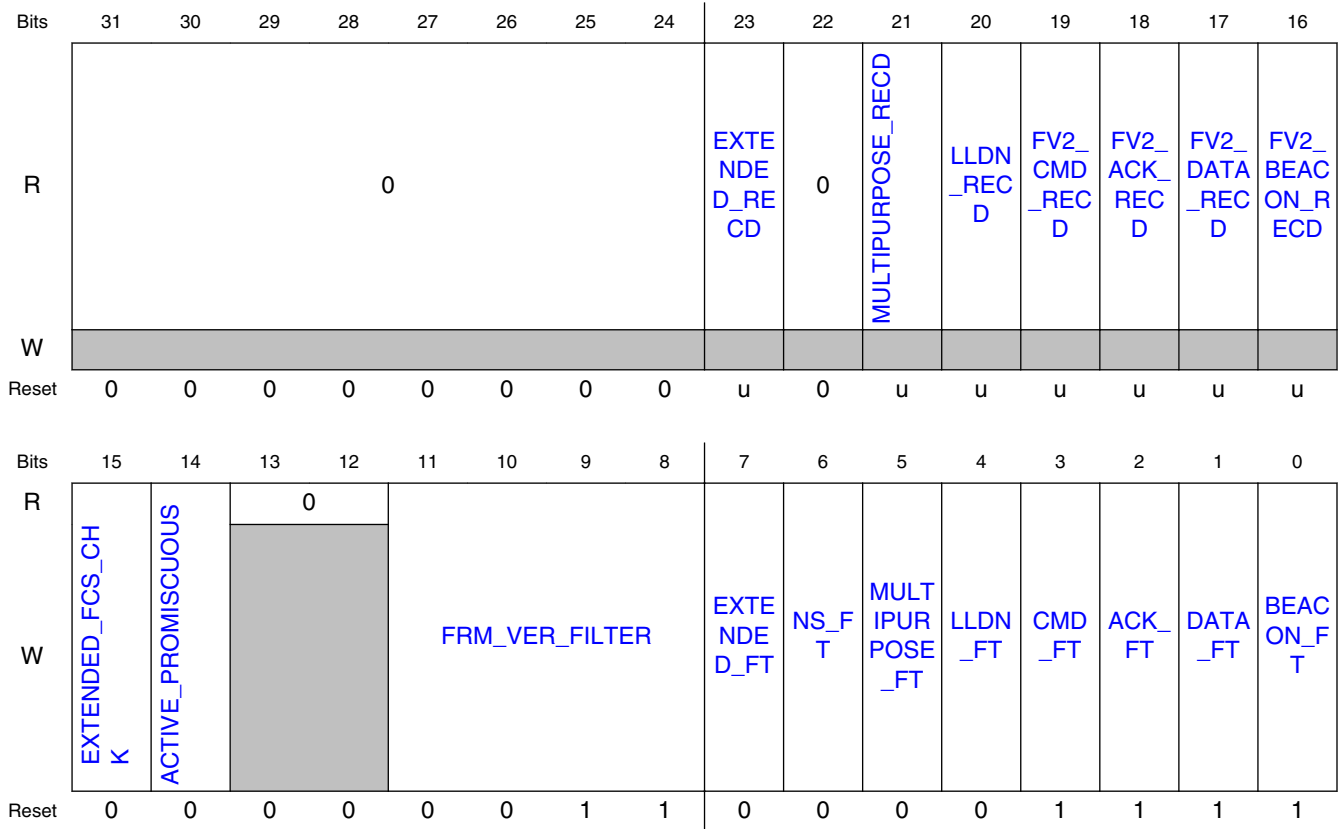 Bits 31 30 29 28 27 26 25 24 23 22 21 20 19 18 17 16
R 0 EXTE
NDE
D_RE
CD 0 MULTIPURPOSE_RECD LLDN
_REC
D FV2_
CMD
_REC
D FV2_
ACK_
REC
D FV2_
DATA
_REC
D FV2_
BEAC
ON_R
ECD
W
Reset 0 0 0 0 0 0 0 0 u 0 u u u u u u
Bits 15 14 13 12 11 10 9 8 7 6 5 4 3 2 1 0
R 0
W EXTENDED_FCS_CH
K ACTIVE_PROMISCUOUS FRM_VER_FILTER EXTE
NDE
D_FT NS_F
T MULT
IPUR
POSE
_FT LLDN
_FT CMD
_FT ACK_
FT DATA
_FT BEAC
ON_F
T
Reset 0 0 0 0 0 0 1 1 0 0 0 0 1 1 1 1